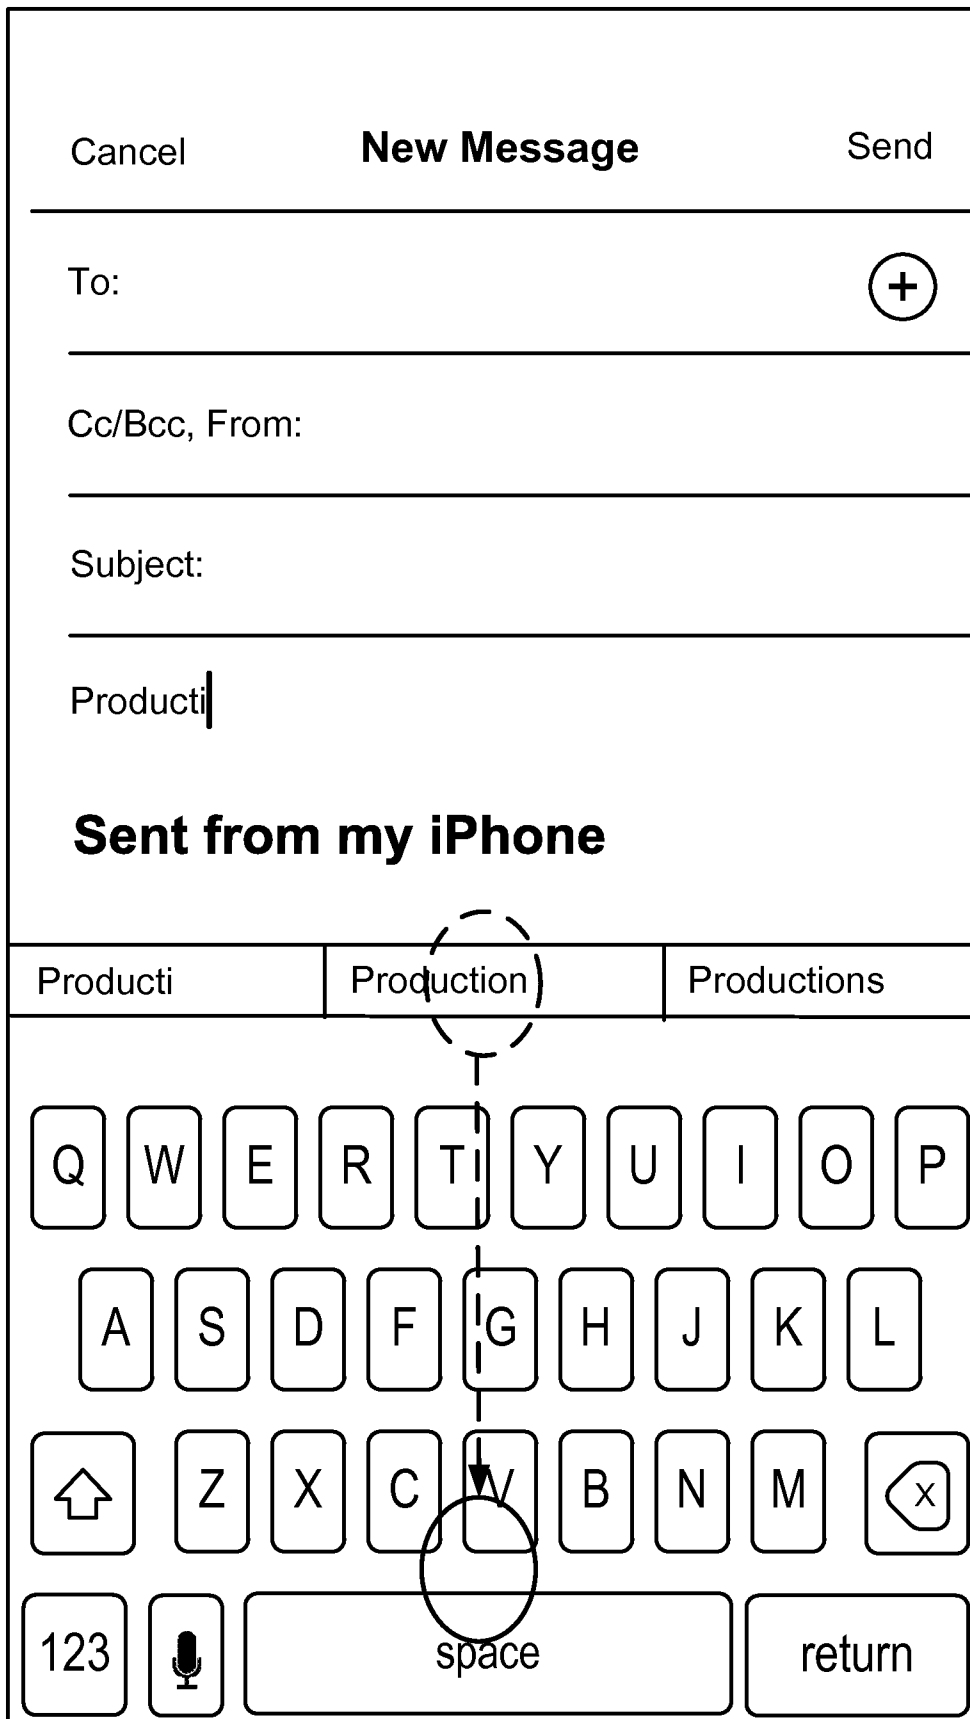 Cancel New Message Send
To: +
Cc/Bcc, From:
Subject:
Producti
Sent from my iPhone
Producti Production Productions
Q W E R T Y U I O P
A S D F G H J K L
Z X C V B N M X
123 space return